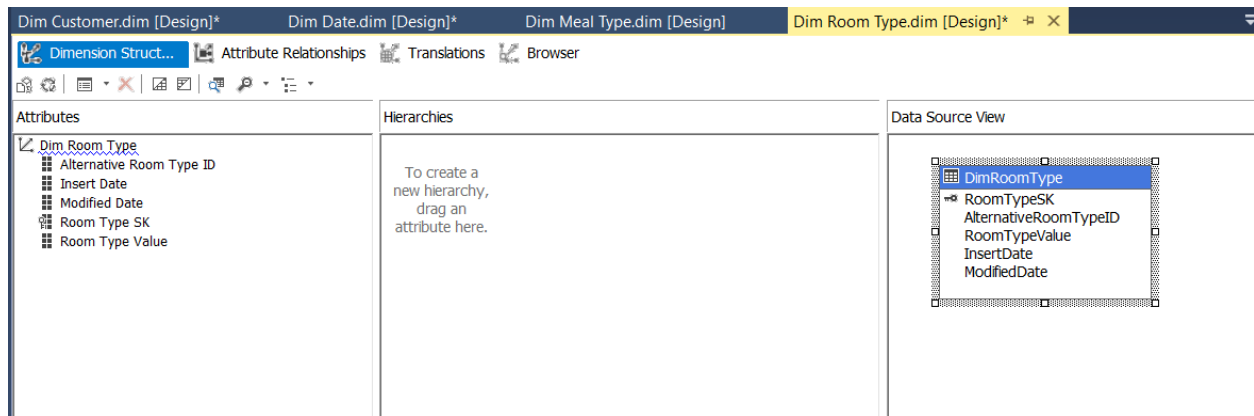 Dim Customer.dim [Design]* Dim Date.dim [Design]* Dim Meal Type.dim [Design] Dim Room Type.dim [Design]*
Dimension Struct... Attribute Relationships Translations Browser
Attributes
Dim Room Type
Alternative Room Type ID
Insert Date
Modified Date
Room Type SK
Room Type Value
Hierarchies
To create a
new hierarchy,
drag an
attribute here.
Data Source View
DimRoomType
RoomTypeSK
AlternativeRoomTypeID
RoomTypeValue
InsertDate
ModifiedDate